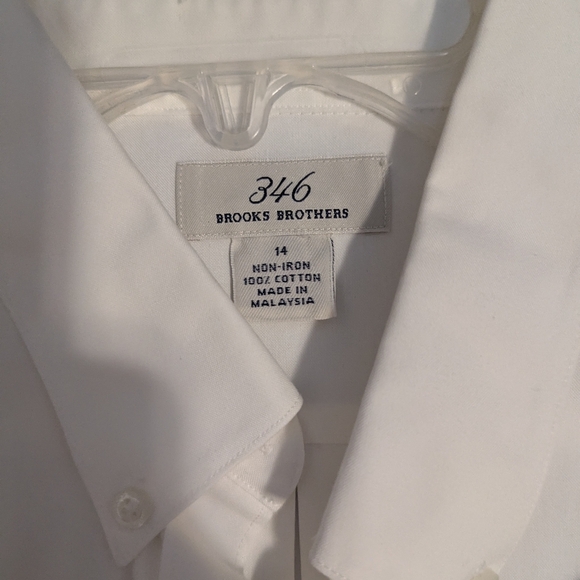 346
BROOKS BROTHERS
14
NON-IRON
100% COTTON
MADE IN
MALAYSIA